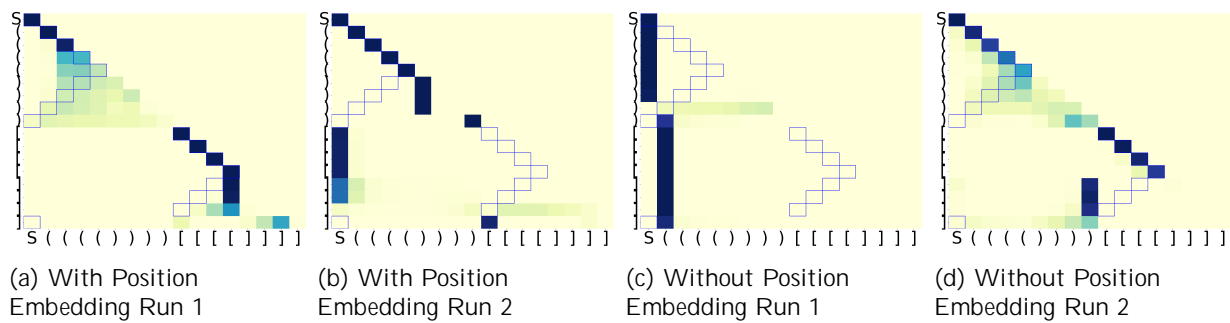 S
S
S
S
S ( ( ( ( ) ) ) ) [ [ [ [ ] ] ] ]
S ( ( ( ( ) ) ) ) [ [ [ [ ] ] ] ]
S ( ( ( ( ) ) ) ) [ [ [ [ ] ] ] ]
S ( ( ( ( ) ) ) ) [ [ [ [ ] ] ] ]
(a) With Position
Embedding Run 1
(b) With Position
Embedding Run 2
(c) Without Position
Embedding Run 1
(d) Without Position
Embedding Run 2